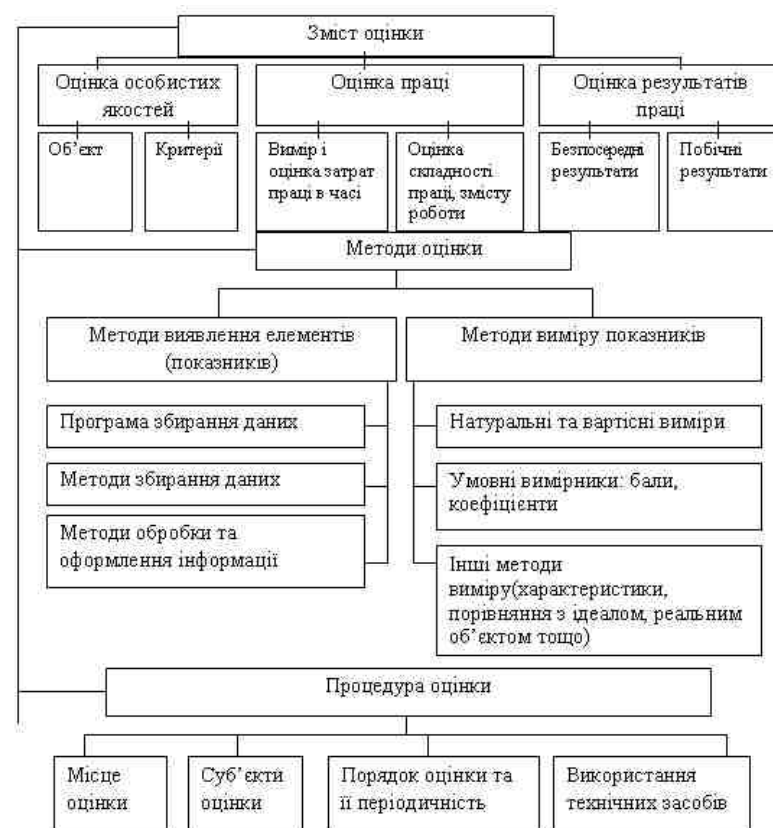 Зміст оцінки
Оцінка особистих
якостей
Оцінка праці
Оцінка результатів
праці
Об’єкт
Критерії
Вимір і
оцінка затрат
праці в часі
Оцінка
складності
праці, змісту
роботи
Безпосередні
результати
Побічні
результати
Методи оцінки
Методи виявлення елементів
(показників)
Методи виміру показників
Програма збирання даних
Методи збирання даних
Методи обробки та
оформлення інформації
Натуральні та вартісні виміри
Умовні вимірники: бали,
коефіцієнти
Інші методи
виміру(характеристики,
порівняння з ідеалом, реальним
об’єктом тощо)
Процедура оцінки
Місце
оцінки
Суб’єкти
оцінки
Порядок оцінки та
її періодичність
Використання
технічних засобів